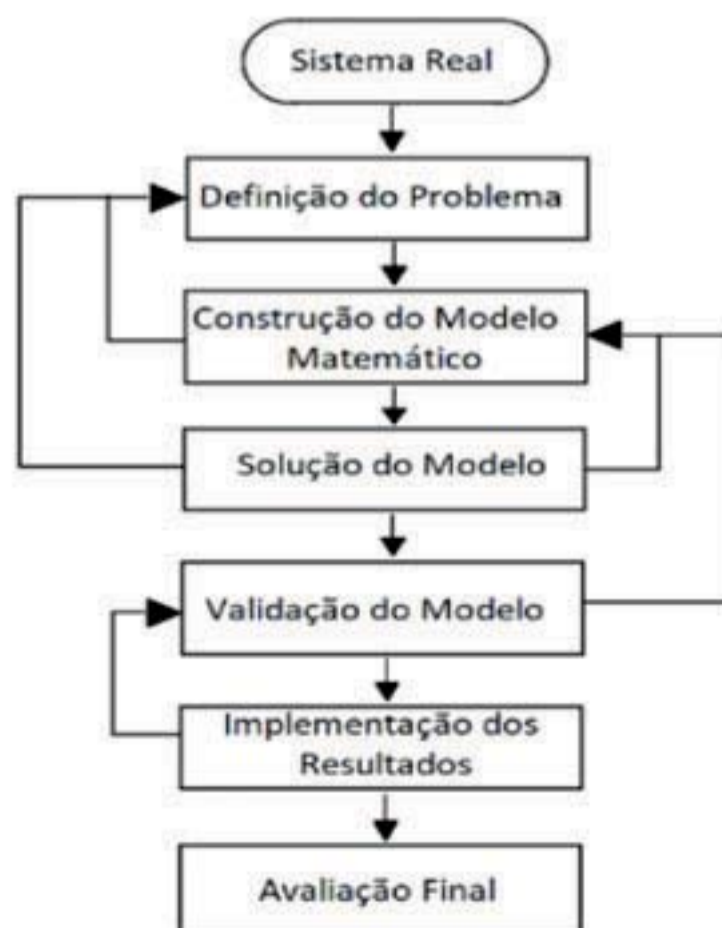 Sistema Real
Definição do Problema
Construção do Modelo
Matemático
Solução do Modelo
Validação do Modelo
Implementação dos
Resultados
Avaliação Final